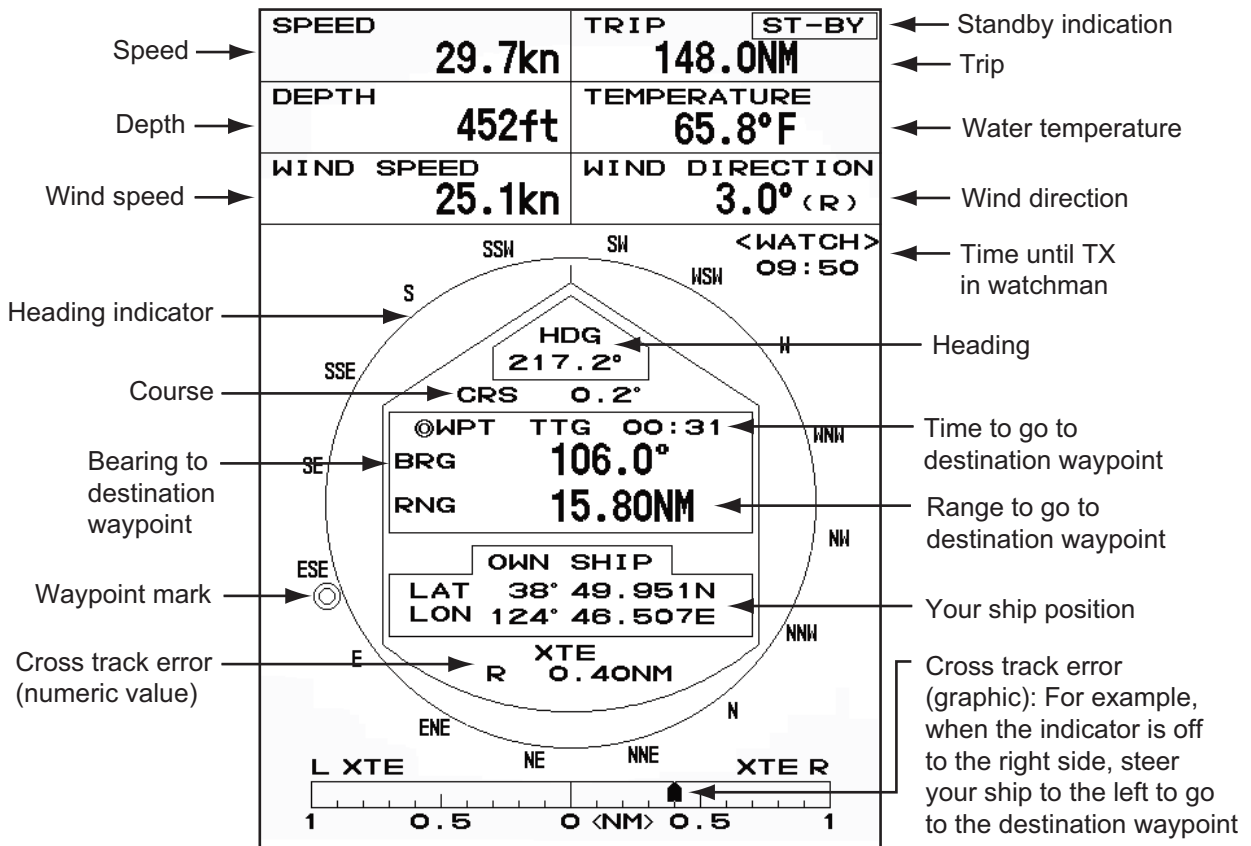 SPEED
29.7kn
TRIP
ST-BY
148.0NM
DEPTH
452ft
TEMPERATURE
65.8°F
WIND SPEED
25.1kn
WIND DIRECTION
3.0° (R)
<WATCH>
09:50
SSW
SW
WSW
S
W
SSE
WNW
SE
NW
ESE
NNW
E
N
ENE
NE
NNE
HDG
217.2°
CRS 0.2°
◎WPT TTG 00:31
BRG 106.0°
RNG 15.80NM
OWN SHIP
LAT 38° 49.951N
LON 124° 46.507E
XTE
R 0.40NM
L XTE
XTE R
1 0.5 0 <NM> 0.5 1
Speed
Depth
Wind speed
Heading indicator
Course
Bearing to
destination
waypoint
Waypoint mark
Cross track error
(numeric value)
Standby indication
Trip
Water temperature
Wind direction
Time until TX
in watchman
Heading
Time to go to
destination waypoint
Range to go to
destination waypoint
Your ship position
Cross track error
(graphic): For example,
when the indicator is off
to the right side, steer
your ship to the left to go
to the destination waypoint